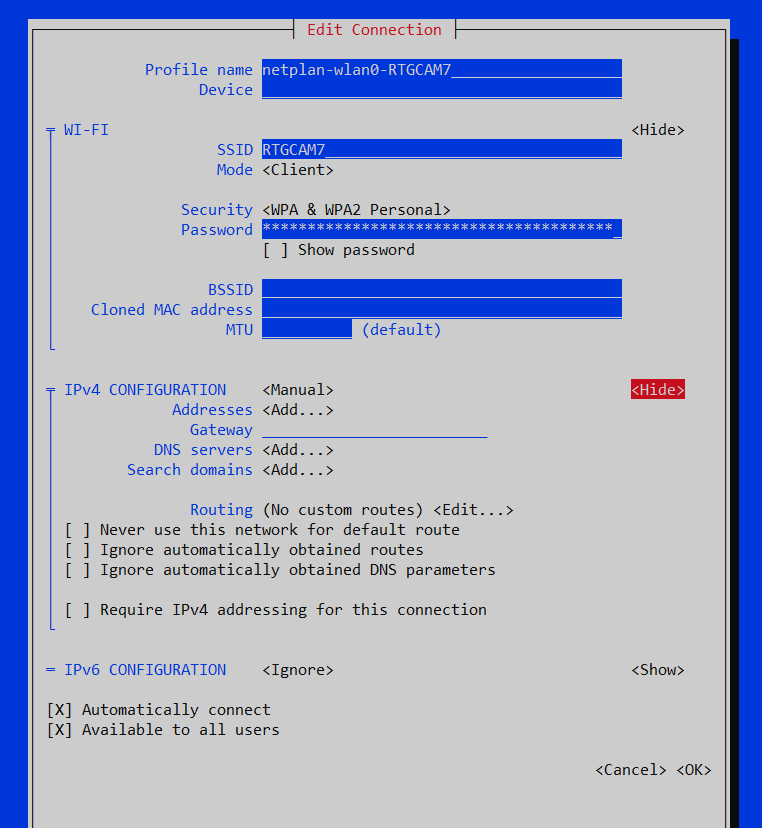 Edit Connection
Profile name netplan-wlan0-RTGCAM7
Device
WI-FI <Hide>
SSID RTGCAM7
Mode <Client>
Security <WPA & WPA2 Personal>
Password ***************************************
[ ] Show password
BSSID
Cloned MAC address
MTU (default)
IPv4 CONFIGURATION <Manual> <Hide>
Addresses <Add...>
Gateway
DNS servers <Add...>
Search domains <Add...>
Routing (No custom routes) <Edit...>
[ ] Never use this network for default route
[ ] Ignore automatically obtained routes
[ ] Ignore automatically obtained DNS parameters
[ ] Require IPv4 addressing for this connection
IPv6 CONFIGURATION <Ignore> <Show>
[X] Automatically connect
[X] Available to all users
<Cancel> <OK>